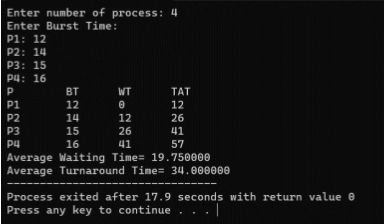 Enter number of process: 4
Enter Burst Time:
P1: 12
P2: 14
P3: 15
P4: 16
P BT WT TAT
P1 12 0 12
P2 14 12 26
P3 15 26 41
P4 16 41 57
Average Waiting Time= 19.750000
Average Turnaround Time= 34.000000
--------------------------------
Process exited after 17.9 seconds with return value 0
Press any key to continue . . .